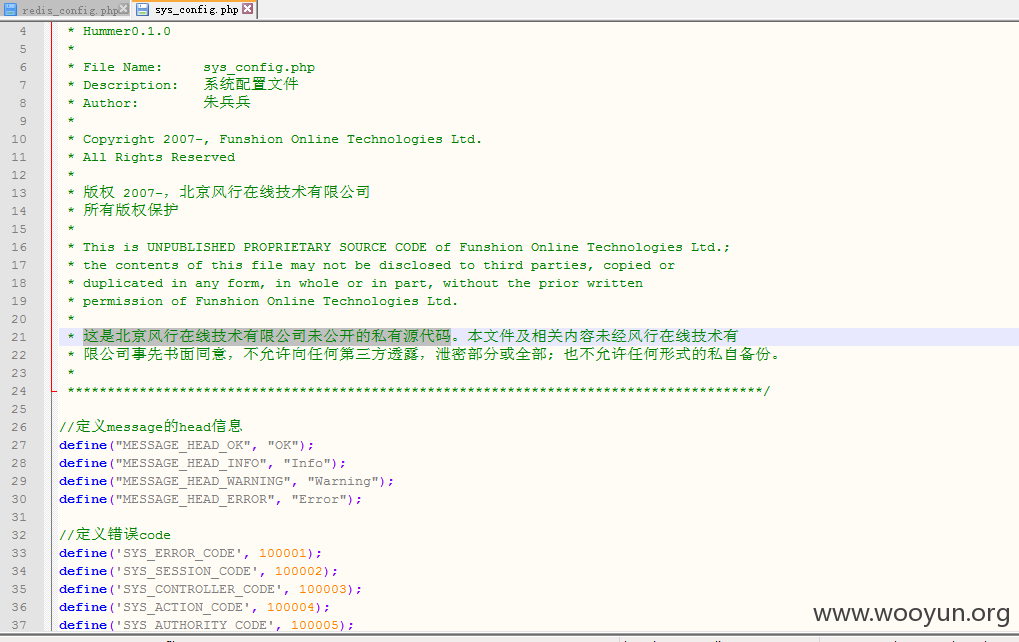 redis_config.php sys_config.php
4 * Hummer0.1.0
5 *
6 * File Name: sys_config.php
7 * Description: 系统配置文件
8 * Author: 朱兵兵
9 *
10 * Copyright 2007-, Funshion Online Technologies Ltd.
11 * All Rights Reserved
12 *
13 * 版权 2007-, 北京风行在线技术有限公司
14 * 所有版权保护
15 *
16 * This is UNPUBLISHED PROPRIETARY SOURCE CODE of Funshion Online Technologies Ltd.;
17 * the contents of this file may not be disclosed to third parties, copied or
18 * duplicated in any form, in whole or in part, without the prior written
19 * permission of Funshion Online Technologies Ltd.
20 *
21 * 这是北京风行在线技术有限公司未公开的私有源代码。本文件及相关内容未经风行在线技术有
22 * 限公司事先书面同意，不允许向任何第三方透露，泄密部分或全部；也不允许任何形式的私自备份。
23 *
24 ***************************************************************************************/
25
26 //定义message的head信息
27 define("MESSAGE_HEAD_OK", "OK");
28 define("MESSAGE_HEAD_INFO", "Info");
29 define("MESSAGE_HEAD_WARNING", "Warning");
30 define("MESSAGE_HEAD_ERROR", "Error");
31
32 //定义错误code
33 define('SYS_ERROR_CODE', 100001);
34 define('SYS_SESSION_CODE', 100002);
35 define('SYS_CONTROLLER_CODE', 100003);
36 define('SYS_ACTION_CODE', 100004);
37 define('SYS_AUTHORITY_CODE', 100005);
www.wooyun.org